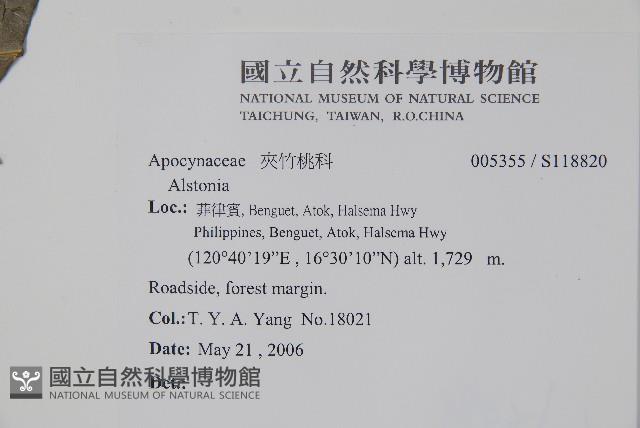 國立自然科學博物館
NATIONAL MUSEUM OF NATURAL SCIENCE
TAICHUNG, TAIWAN, R.O.CHINA
Apocynaceae 夾竹桃科 005355 / S118820
Alstonia
Loc.: 菲律賓, Benguet, Atok, Halsema Hwy
Philippines, Benguet, Atok, Halsema Hwy
(120°40’19”E , 16°30’10”N) alt. 1,729 m.
Roadside, forest margin.
Col.: T. Y. A. Yang No.18021
Date: May 21 , 2006
Det.:
國立自然科學博物館
NATIONAL MUSEUM OF NATURAL SCIENCE